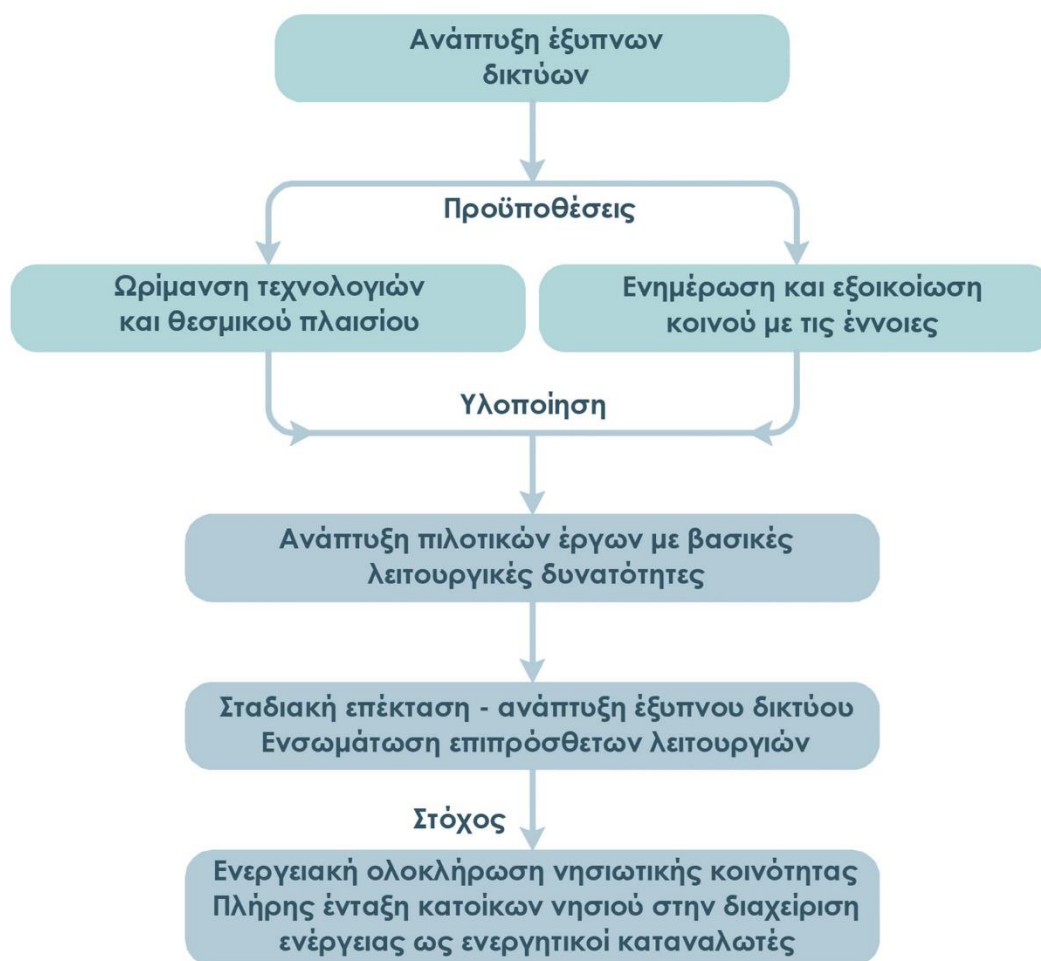 Ανάπτυξη έξυπνων
δικτύων
Προϋποθέσεις
Ωρίμανση τεχνολογιών
και θεσμικού πλαισίου
Ενημέρωση και εξοικοίωση
κοινού με τις έννοιες
Υλοποίηση
Ανάπτυξη πιλοτικών έργων με βασικές
λειτουργικές δυνατότητες
Σταδιακή επέκταση - ανάπτυξη έξυπνου δικτύου
Ενσωμάτωση επιπρόσθετων λειτουργιών
Στόχος
Ενεργειακή ολοκλήρωση νησιωτικής κοινότητας
Πλήρης ένταξη κατοίκων νησιού στην διαχείριση
ενέργειας ως ενεργητικοί καταναλωτές